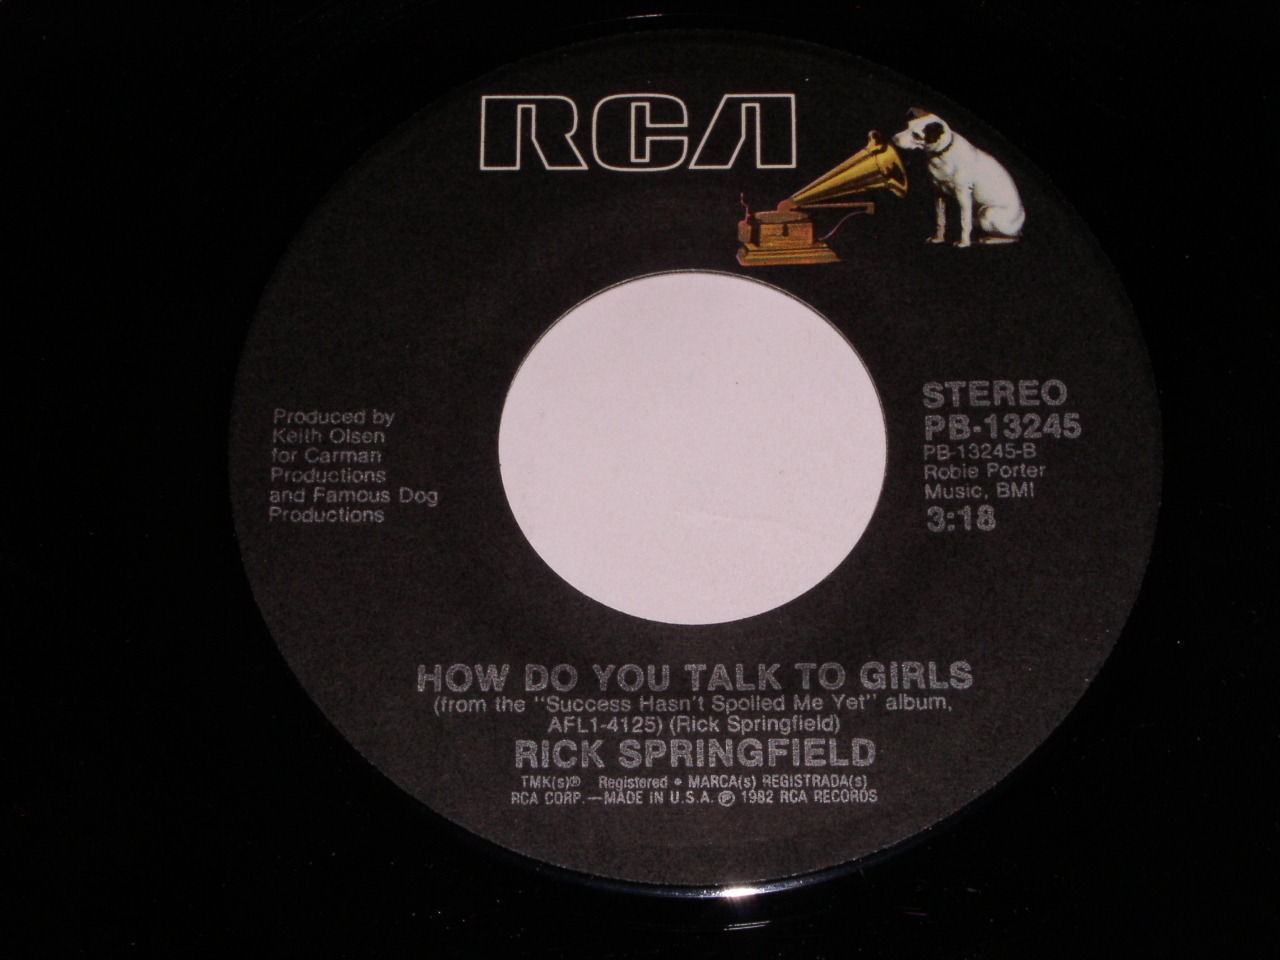 RCA
Produced by
Keith Olsen
for Carman
Productions
and Famous Dog
Productions
STEREO
PB-13245
PB-13245-B
Robie Porter
Music, BMI
3:18
HOW DO YOU TALK TO GIRLS
(from the "Success Hasn't Spoiled Me Yet" album,
AFL1-4125) (Rick Springfield)
RICK SPRINGFIELD
TMK(s)® Registered • MARCA(s) REGISTRADA(s)
RCA CORP.—MADE IN U.S.A. ℗ 1982 RCA RECORDS